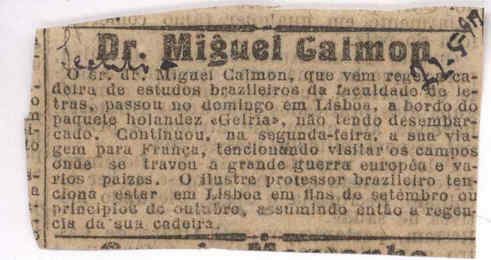 Dr. Miguel Calmon
O sr. dr. Miguel Calmon, que vem reger a ca-
deira de estudos brazileiros da faculdade de le-
tras, passou no domingo em Lisboa, a bordo do
paquete holandez «Gelria», não tendo desembar-
cado. Continuou, na segunda-feira, a sua via-
gem para França, tencionando visitar os campos
onde se travou a grande guerra européa e va-
rios paizes. O ilustre professor brazileiro ten-
ciona estar em Lisboa em fins de setembro ou
principios de outubro, assumindo então a regen-
cia da sua cadeira.